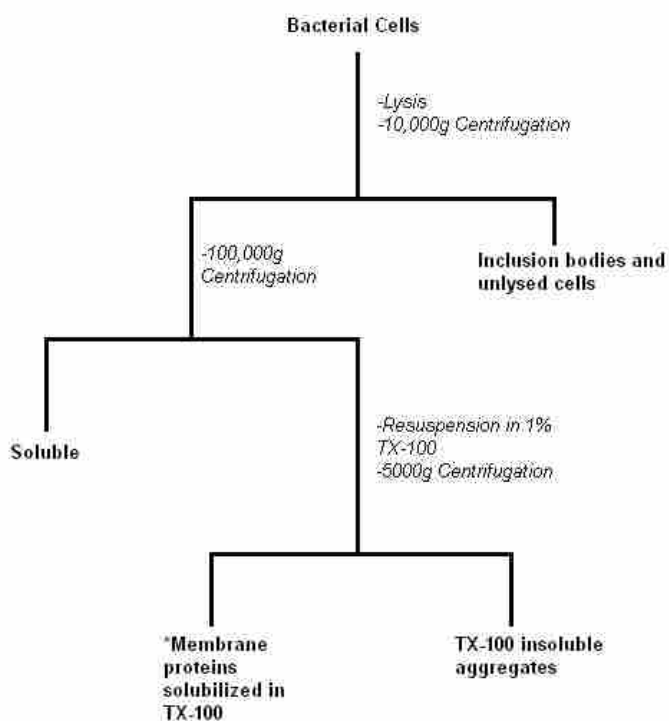 Bacterial Cells
-Lysis
-10,000g Centrifugation
-100,000g
Centrifugation
Inclusion bodies and
unlysed cells
Soluble
-Resuspension in 1%
TX-100
-5000g Centrifugation
*Membrane
proteins
solubilized in
TX-100
TX-100 insoluble
aggregates